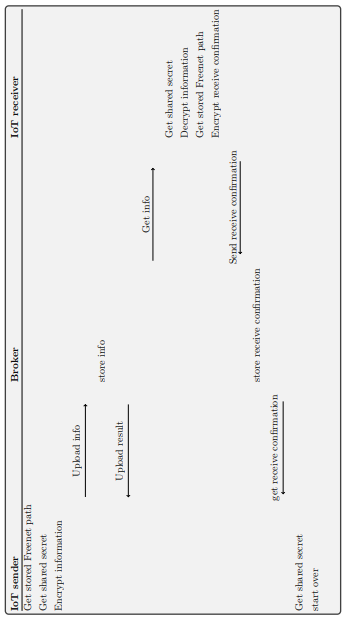 IoT sender
Broker
IoT receiver
Get stored Freenet path
Get shared secret
Encrypt information
Upload info
store info
Upload result
Get info
Get shared secret
Decrypt information
Get stored Freenet path
Encrypt receive confirmation
Send receive confirmation
store receive confirmation
get receive confirmation
Get shared secret
start over